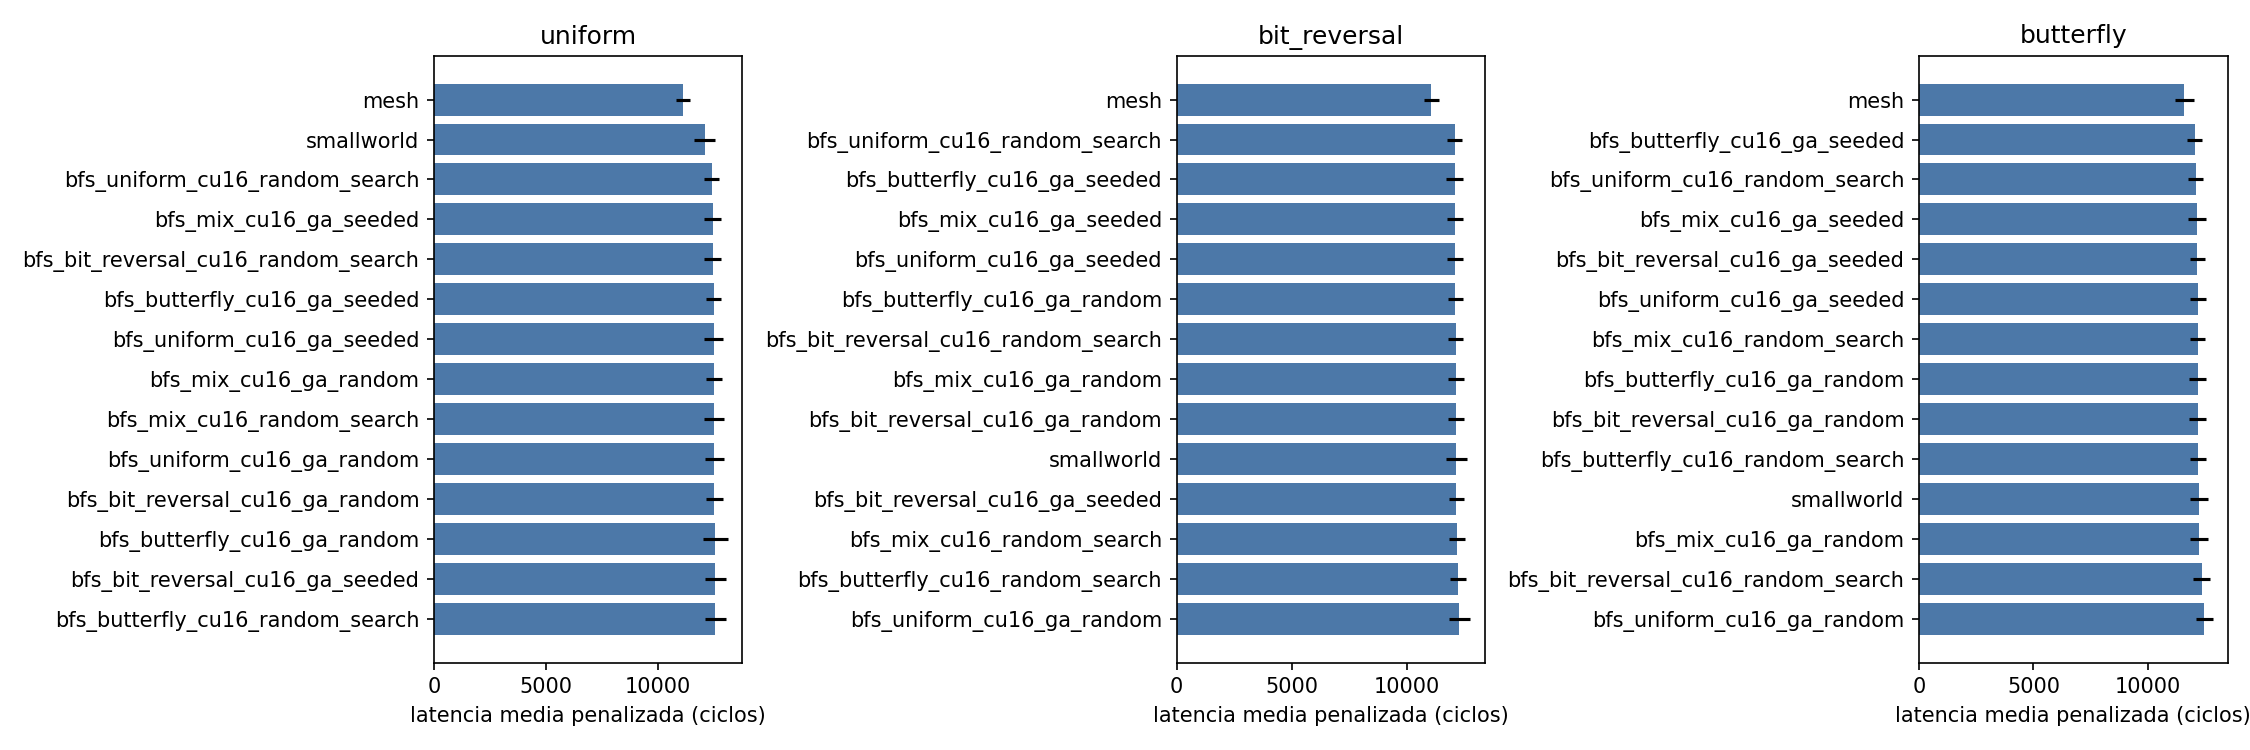 uniform
mesh
smallworld
bfs_uniform_cu16_random_search
bfs_mix_cu16_ga_seeded
bfs_bit_reversal_cu16_random_search
bfs_butterfly_cu16_ga_seeded
bfs_uniform_cu16_ga_seeded
bfs_mix_cu16_ga_random
bfs_mix_cu16_random_search
bfs_uniform_cu16_ga_random
bfs_bit_reversal_cu16_ga_random
bfs_butterfly_cu16_ga_random
bfs_bit_reversal_cu16_ga_seeded
bfs_butterfly_cu16_random_search
0 5000 10000
latencia media penalizada (ciclos)
bit_reversal
mesh
bfs_uniform_cu16_random_search
bfs_butterfly_cu16_ga_seeded
bfs_mix_cu16_ga_seeded
bfs_uniform_cu16_ga_seeded
bfs_butterfly_cu16_ga_random
bfs_bit_reversal_cu16_random_search
bfs_mix_cu16_ga_random
bfs_bit_reversal_cu16_ga_random
smallworld
bfs_bit_reversal_cu16_ga_seeded
bfs_mix_cu16_random_search
bfs_butterfly_cu16_random_search
bfs_uniform_cu16_ga_random
0 5000 10000
latencia media penalizada (ciclos)
butterfly
mesh
bfs_butterfly_cu16_ga_seeded
bfs_uniform_cu16_random_search
bfs_mix_cu16_ga_seeded
bfs_bit_reversal_cu16_ga_seeded
bfs_uniform_cu16_ga_seeded
bfs_mix_cu16_random_search
bfs_butterfly_cu16_ga_random
bfs_bit_reversal_cu16_ga_random
bfs_butterfly_cu16_random_search
smallworld
bfs_mix_cu16_ga_random
bfs_bit_reversal_cu16_random_search
bfs_uniform_cu16_ga_random
0 5000 10000
latencia media penalizada (ciclos)